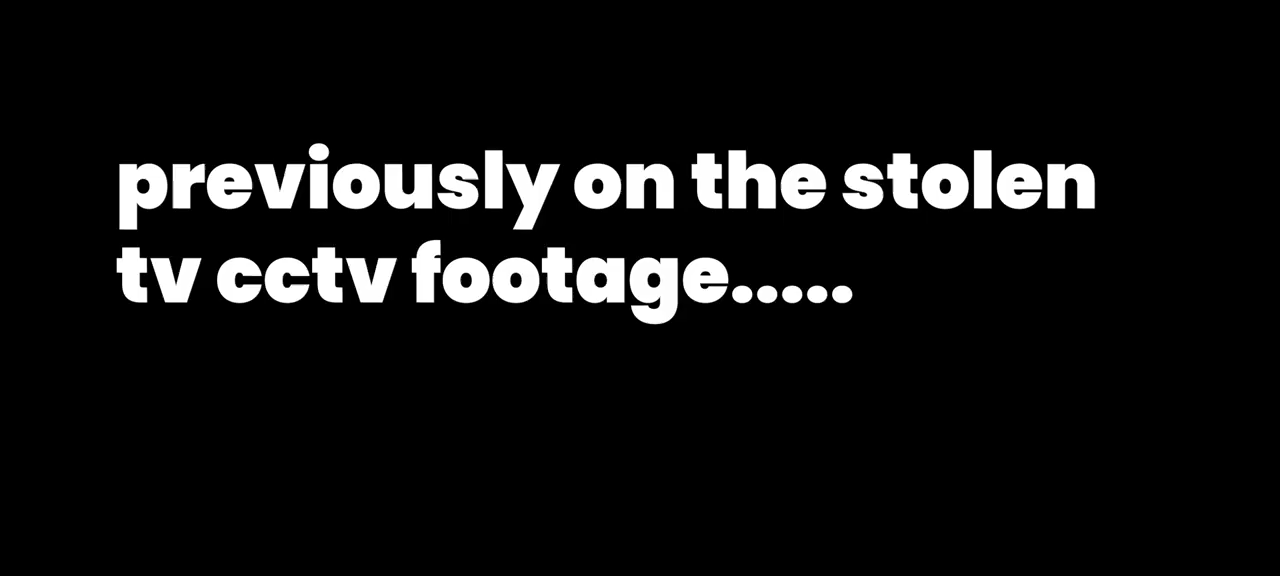 previously on the stolen
tv cctv footage.....